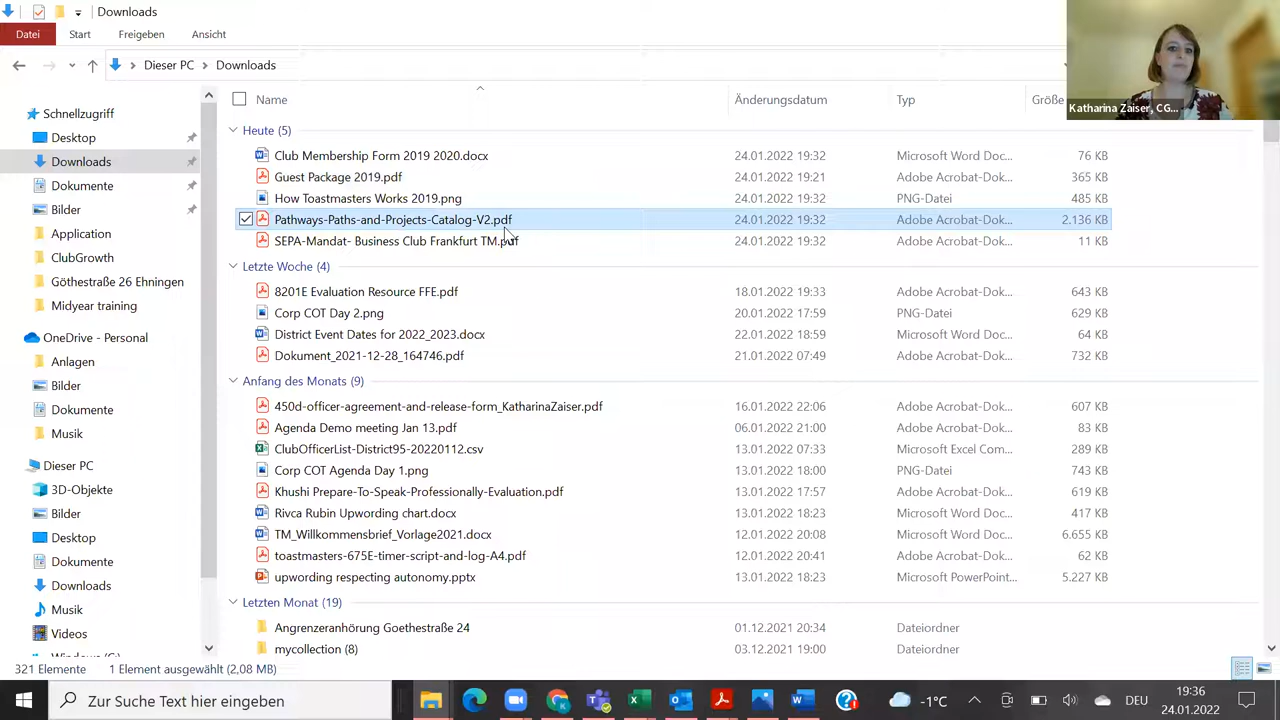 Downloads
Datei Start Freigeben Ansicht
Dieser PC Downloads
Katharina Zaiser, CG...
Name Änderungsdatum Typ Größe
Schnellzugriff
Desktop
Downloads
Dokumente
Bilder
Application
ClubGrowth
Göthestraße 26 Ehningen
Midyear training
OneDrive - Personal
Anlagen
Bilder
Dokumente
Musik
Dieser PC
3D-Objekte
Bilder
Desktop
Dokumente
Downloads
Musik
Videos
Heute (5)
Club Membership Form 2019 2020.docx 24.01.2022 19:32 Microsoft Word Doc... 76 KB
Guest Package 2019.pdf 24.01.2022 19:21 Adobe Acrobat-Dok... 365 KB
How Toastmasters Works 2019.png 24.01.2022 19:32 PNG-Datei 485 KB
Pathways-Paths-and-Projects-Catalog-V2.pdf 24.01.2022 19:32 Adobe Acrobat-Dok... 2.136 KB
SEPA-Mandat- Business Club Frankfurt TM.pdf 24.01.2022 19:32 Adobe Acrobat-Dok... 11 KB
Letzte Woche (4)
8201E Evaluation Resource FFE.pdf 18.01.2022 19:33 Adobe Acrobat-Dok... 643 KB
Corp COT Day 2.png 20.01.2022 17:59 PNG-Datei 629 KB
District Event Dates for 2022_2023.docx 22.01.2022 18:59 Microsoft Word Doc... 64 KB
Dokument_2021-12-28_164746.pdf 21.01.2022 07:49 Adobe Acrobat-Dok... 732 KB
Anfang des Monats (9)
450d-officer-agreement-and-release-form_KatharinaZaiser.pdf 16.01.2022 22:06 Adobe Acrobat-Dok... 607 KB
Agenda Demo meeting Jan 13.pdf 06.01.2022 21:00 Adobe Acrobat-Dok... 83 KB
ClubOfficerList-District95-20220112.csv 13.01.2022 07:33 Microsoft Excel Com... 289 KB
Corp COT Agenda Day 1.png 13.01.2022 18:00 PNG-Datei 743 KB
Khushi Prepare-To-Speak-Professionally-Evaluation.pdf 13.01.2022 17:57 Adobe Acrobat-Dok... 619 KB
Rivca Rubin Upwording chart.docx 13.01.2022 18:23 Microsoft Word Doc... 417 KB
TM_Willkommensbrief_Vorlage2021.docx 12.01.2022 20:08 Microsoft Word Doc... 6.655 KB
toastmasters-675E-timer-script-and-log-A4.pdf 12.01.2022 20:41 Adobe Acrobat-Dok... 62 KB
upwording respecting autonomy.pptx 13.01.2022 18:23 Microsoft PowerPoint... 5.227 KB
Letzten Monat (19)
Angrenzeranhörung Goethestraße 24 01.12.2021 20:34 Dateiordner
mycollection (8) 03.12.2021 19:00 Dateiordner
321 Elemente 1 Element ausgewählt (2,08 MB)
Zur Suche Text hier eingeben
-1°C DEU 19:36
24.01.2022